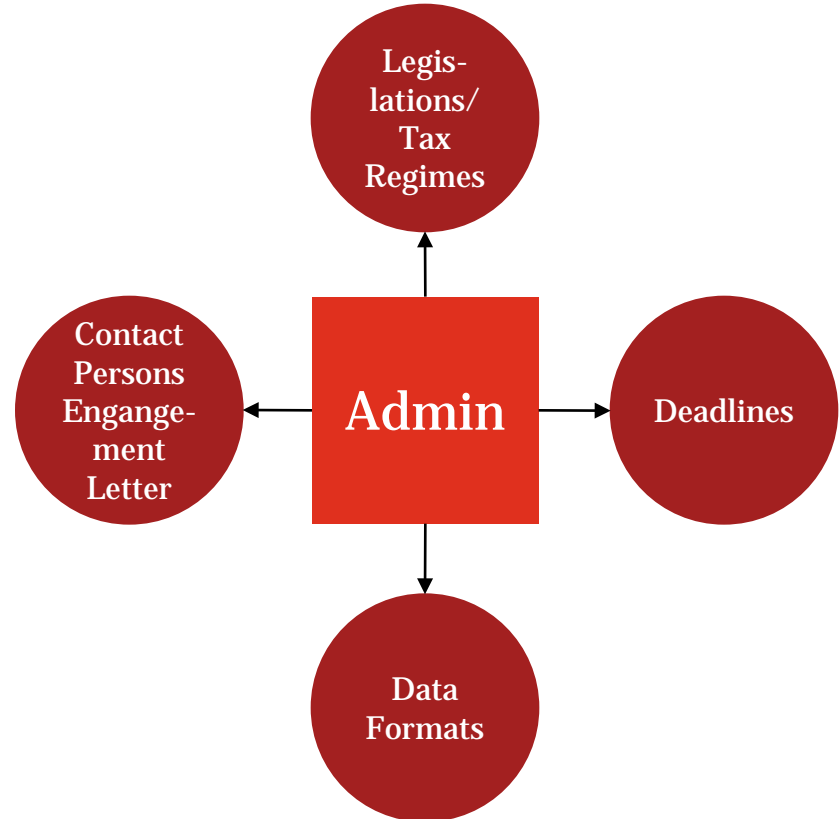 Legis-
lations/
Tax
Regimes
Contact
Persons
Engange-
ment
Letter
Admin
Deadlines
Data
Formats